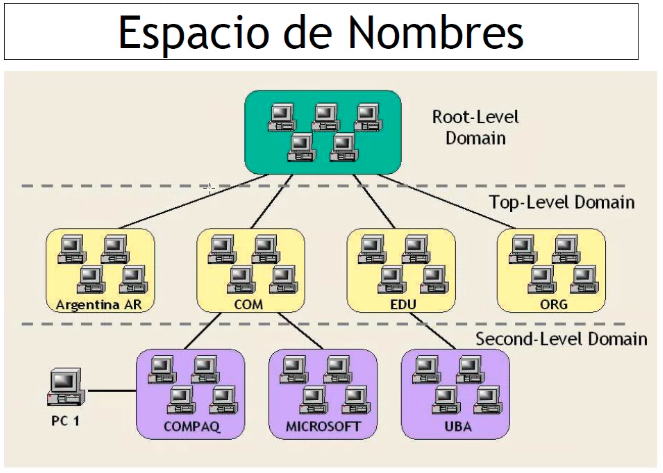 Espacio de Nombres
Root-Level
Domain
Top-Level Domain
Argentina AR
COM
EDU
ORG
Second-Level Domain
PC 1
COMPAQ
MICROSOFT
UBA